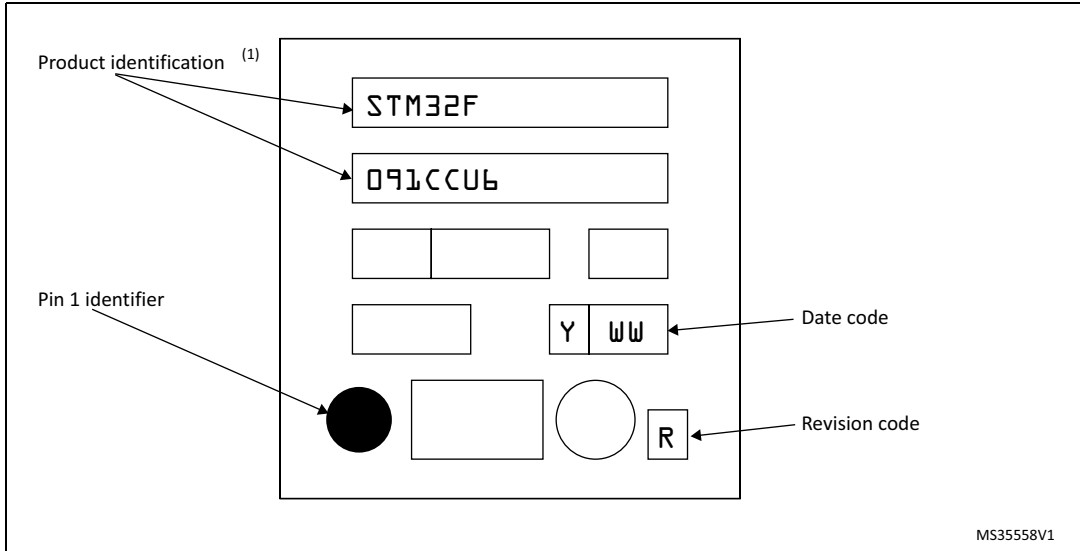 Product identification (1)
STM32F
091CCU6
Pin 1 identifier
Y WW
Date code
R
Revision code
MS35558V1